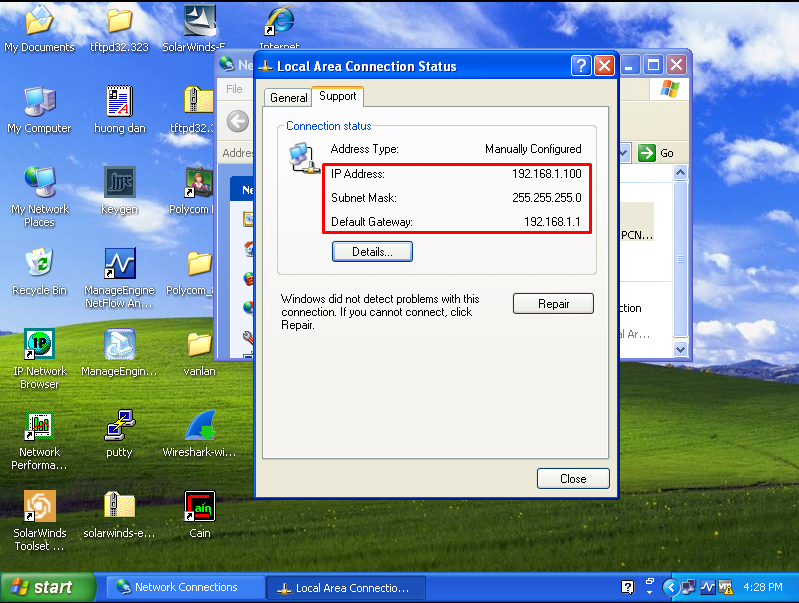 My Documents
tftpd32.323
SolarWinds-E...
Internet
My Computer
huong dan
tftpd32.3
My Network
Places
Keygen
Polycom
Recycle Bin
ManageEngine
NetFlow An...
Polycom_
IP Network
Browser
ManageEngin...
vanlan
Network
Performa...
putty
Wireshark-wi...
SolarWinds
Toolset ...
solarwinds-e...
Cain
IP
Cain
Ne
File
Addre
Go
Ne
PCN...
ction
l Ar...
Local Area Connection Status
General
Support
Connection status
Address Type: Manually Configured
IP Address: 192.168.1.100
Subnet Mask: 255.255.255.0
Default Gateway: 192.168.1.1
Details...
Windows did not detect problems with this
connection. If you cannot connect, click
Repair.
Repair
Close
start
Network Connections
Local Area Connectio...
4:28 PM